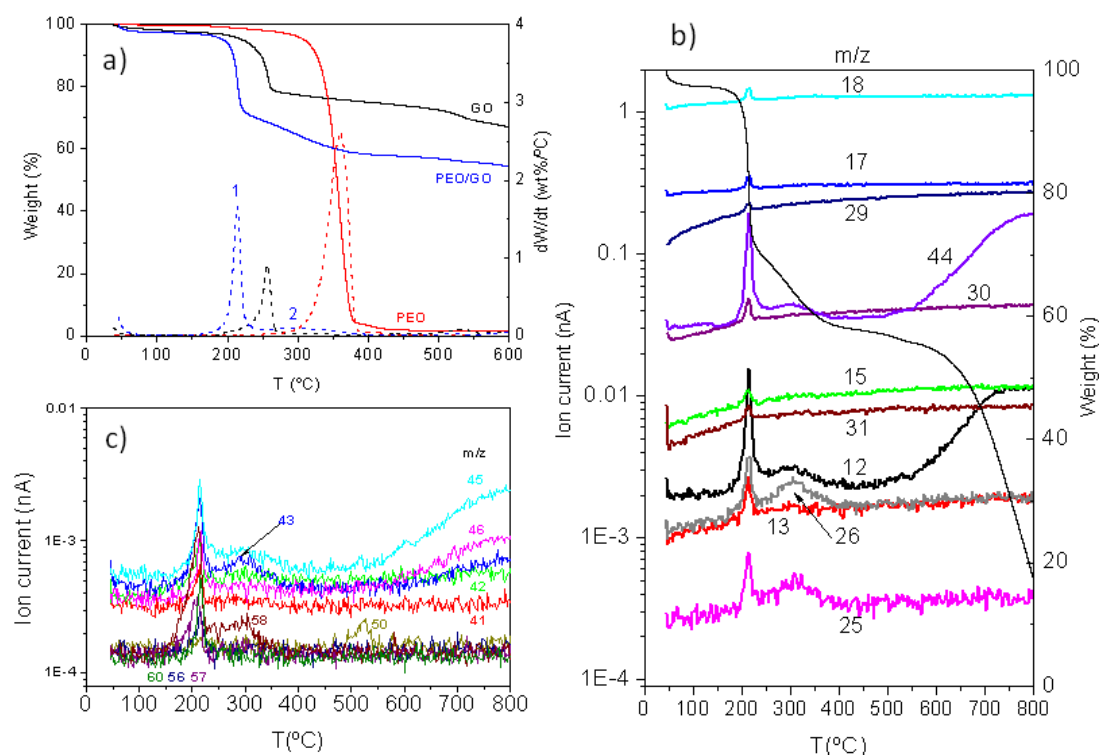 a)
100
80
60
40
20
0
Weight (%)
4
3
2
1
0
dW/dt (wt%/ºC)
GO
PEO/GO
PEO
1
2
0 100 200 300 400 500 600
T (ºC)
b)
m/z
1
0.1
0.01
1E-3
1E-4
Ion current (nA)
100
80
60
40
20
0
Weight (%)
18
17
29
44
30
15
31
12
13
26
25
0 100 200 300 400 500 600 700 800
T(ºC)
c)
0.01
1E-3
1E-4
Ion current (nA)
m/z
45
43
46
42
41
58
50
60 56 57
0 100 200 300 400 500 600 700 800
T(ºC)